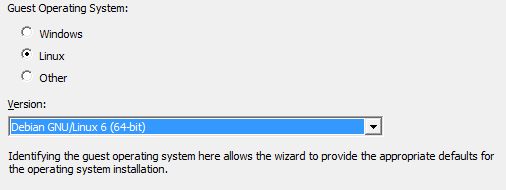 Guest Operating System:
Windows
Linux
Other
Version:
Debian GNU/Linux 6 (64-bit)
Identifying the guest operating system here allows the wizard to provide the appropriate defaults for
the operating system installation.